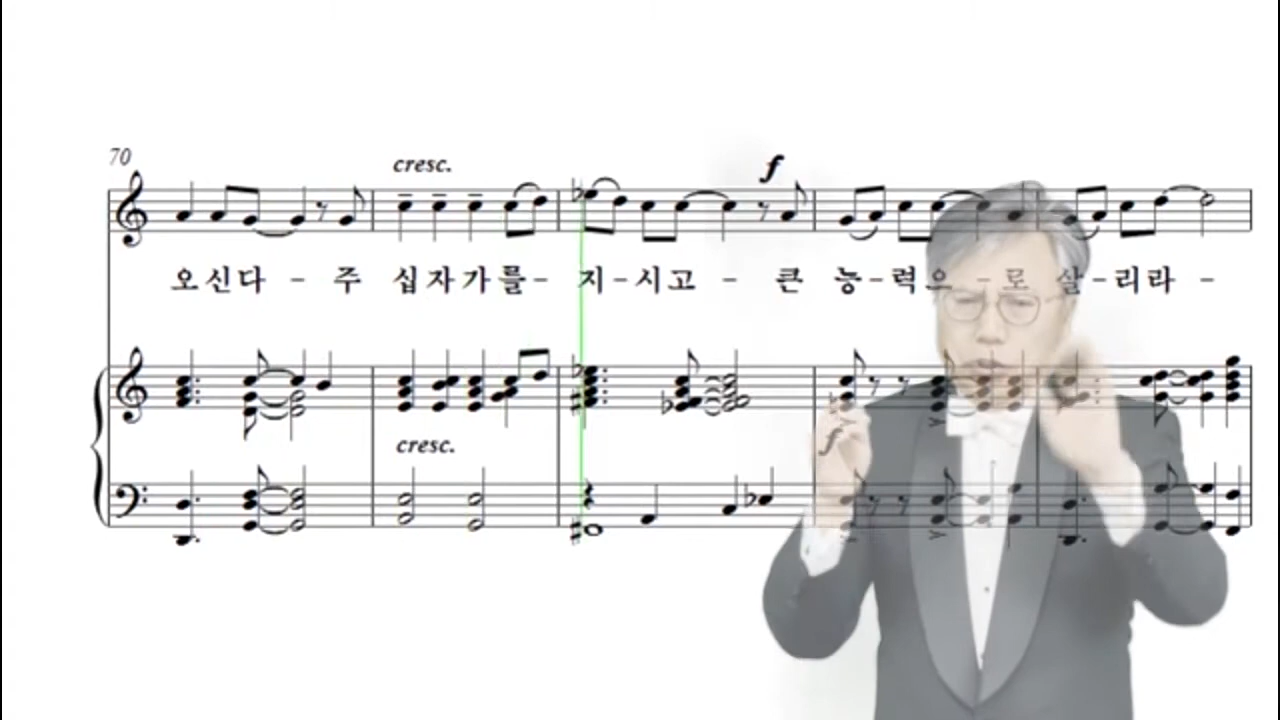 70
cresc.
f
오신다 - 주 십자가를- 지-시고 - 큰 능-력으 -로 살-리라 -
cresc.
f